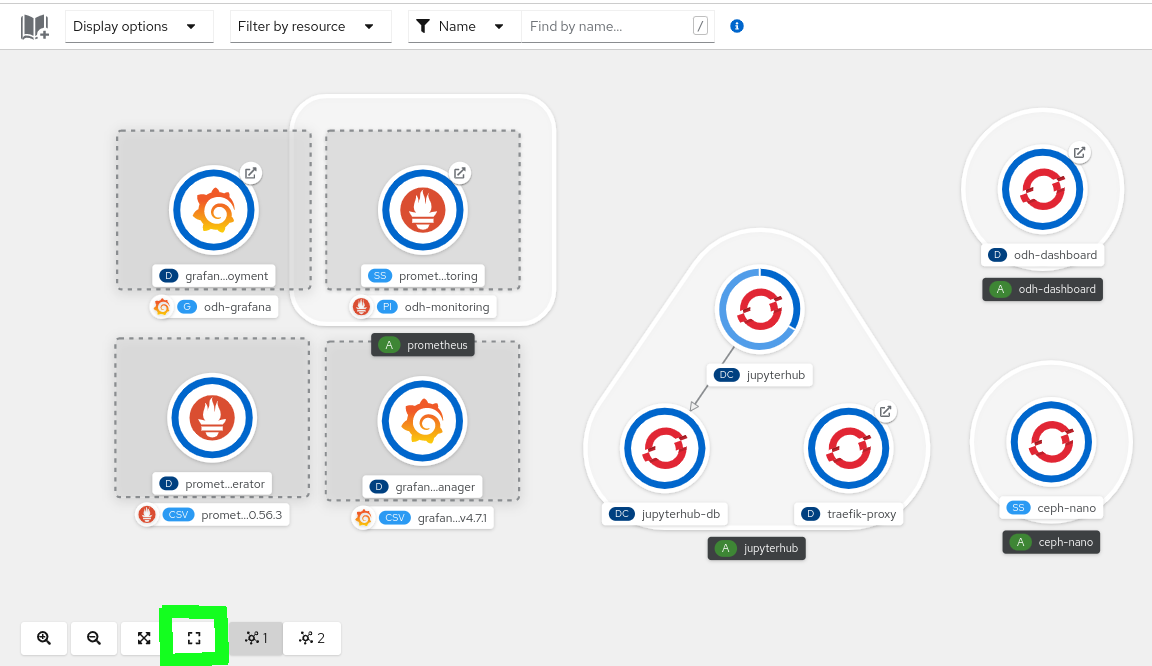 Display options
Filter by resource
Name
Find by name...
/
i
D grafan...oyment
G odh-grafana
SS promet...toring
PI odh-monitoring
A prometheus
D promet...erator
CSV promet...0.56.3
D grafan...anager
CSV grafan...v4.7.1
DC jupyterhub
DC jupyterhub-db
D traefik-proxy
A jupyterhub
D odh-dashboard
A odh-dashboard
SS ceph-nano
A ceph-nano
1
2